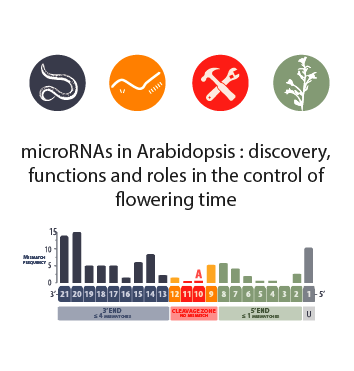 microRNAs in Arabidopsis : discovery,
functions and roles in the control of
flowering time
15
10
5
0
MISMATCH
FREQUENCY
A
3'- 21 20 19 18 17 16 15 14 13 12 11 10 9 8 7 6 5 4 3 2 1 - 5'
3' END
≤ 4 MISMATCHES
CLEAVAGE ZONE
NO MISMATCH
5' END
≤ 1 MISMATCHES
U